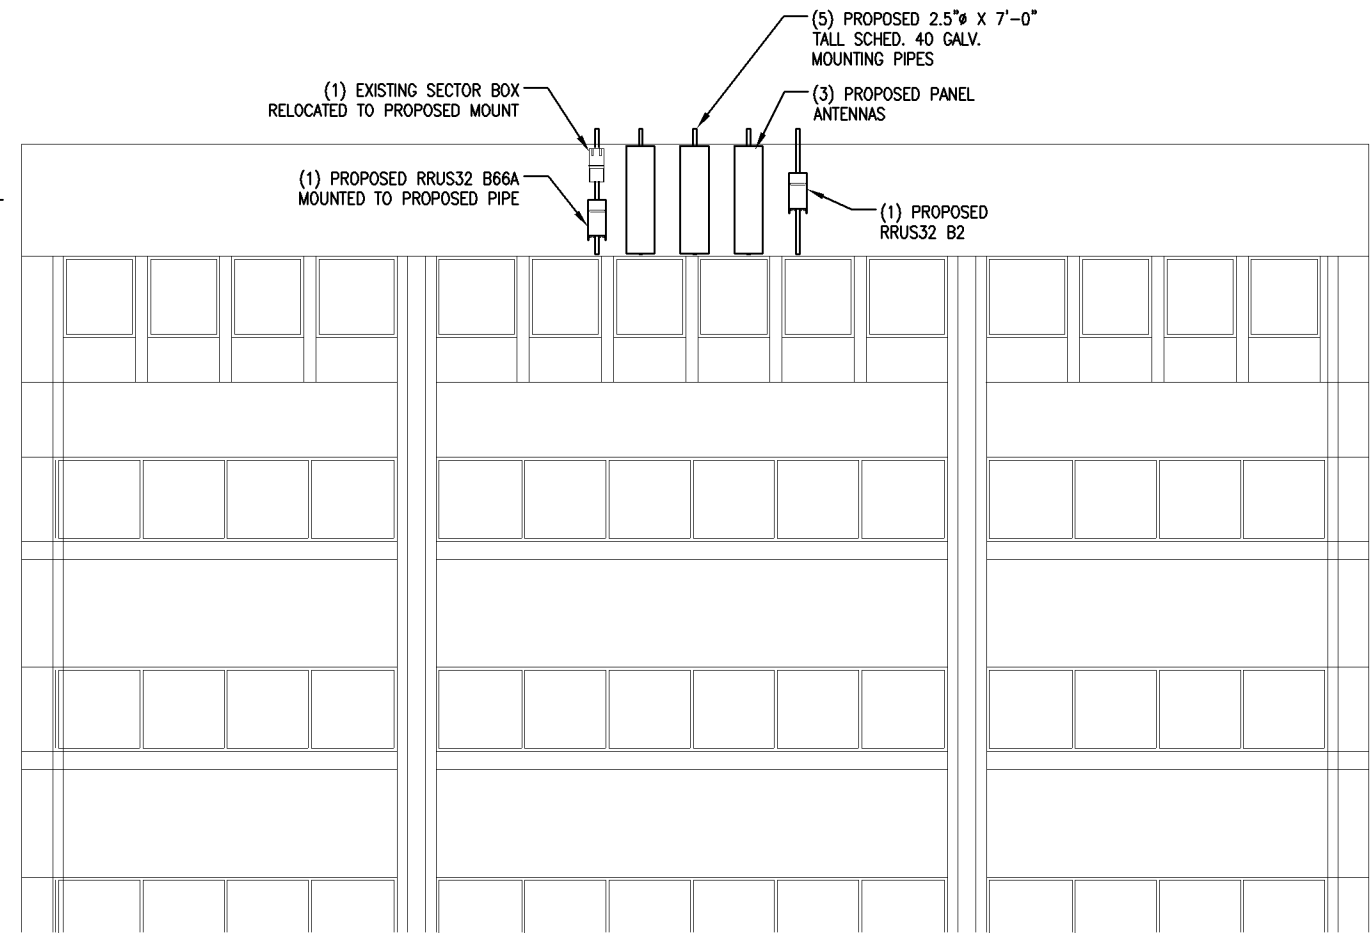 (5) PROPOSED 2.5"ø X 7'-0"
TALL SCHED. 40 GALV.
MOUNTING PIPES
(1) EXISTING SECTOR BOX
RELOCATED TO PROPOSED MOUNT
(3) PROPOSED PANEL
ANTENNAS
(1) PROPOSED RRUS32 B66A
MOUNTED TO PROPOSED PIPE
(1) PROPOSED
RRUS32 B2